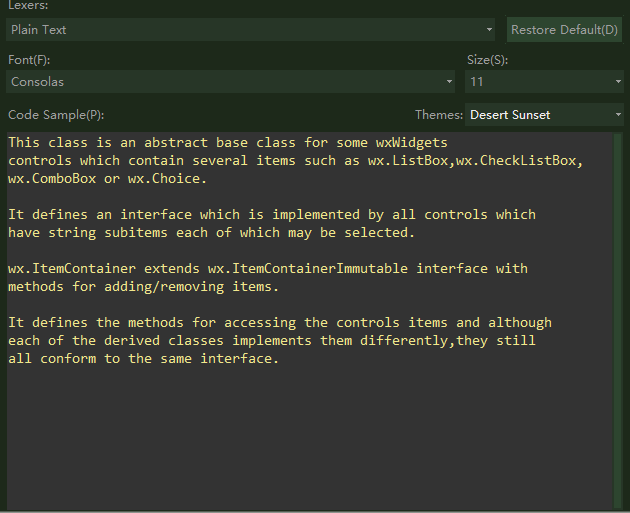 Lexers:
Plain Text
Restore Default(D)
Font(F):
Size(S):
Consolas
11
Code Sample(P):
Themes: Desert Sunset
This class is an abstract base class for some wxWidgets
controls which contain several items such as wx.ListBox,wx.CheckListBox,
wx.ComboBox or wx.Choice.
It defines an interface which is implemented by all controls which
have string subitems each of which may be selected.
wx.ItemContainer extends wx.ItemContainerImmutable interface with
methods for adding/removing items.
It defines the methods for accessing the controls items and although
each of the derived classes implements them differently,they still
all conform to the same interface.